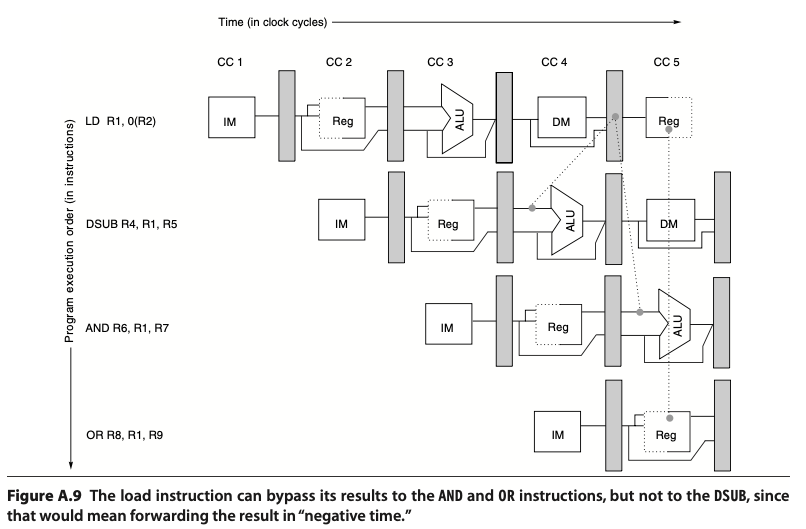 Time (in clock cycles)
CC 1 CC 2 CC 3 CC 4 CC 5
Program execution order (in instructions)
LD R1, 0(R2) IM Reg ALU DM Reg
DSUB R4, R1, R5 IM Reg ALU DM
AND R6, R1, R7 IM Reg ALU
OR R8, R1, R9 IM Reg
Figure A.9 The load instruction can bypass its results to the AND and OR instructions, but not to the DSUB, since
that would mean forwarding the result in “negative time.”